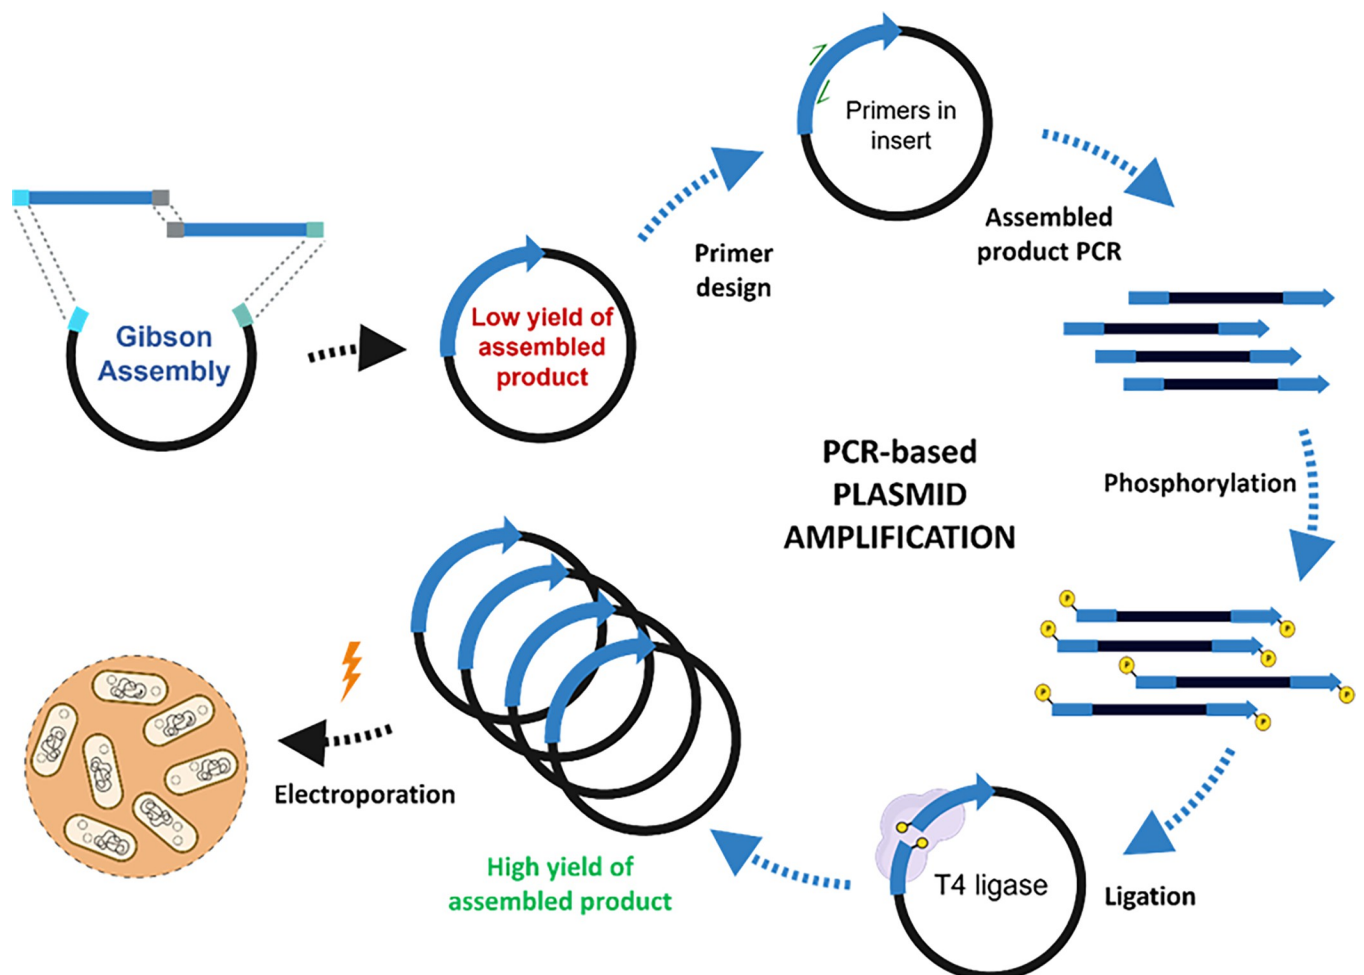 Gibson
Assembly
Low yield of
assembled
product
Primer
design
Primers in
insert
Assembled
product PCR
PCR-based
PLASMID
AMPLIFICATION
Phosphorylation
P
P
P
P
P
P
P
P
Ligation
T4 ligase
High yield of
assembled product
Electroporation